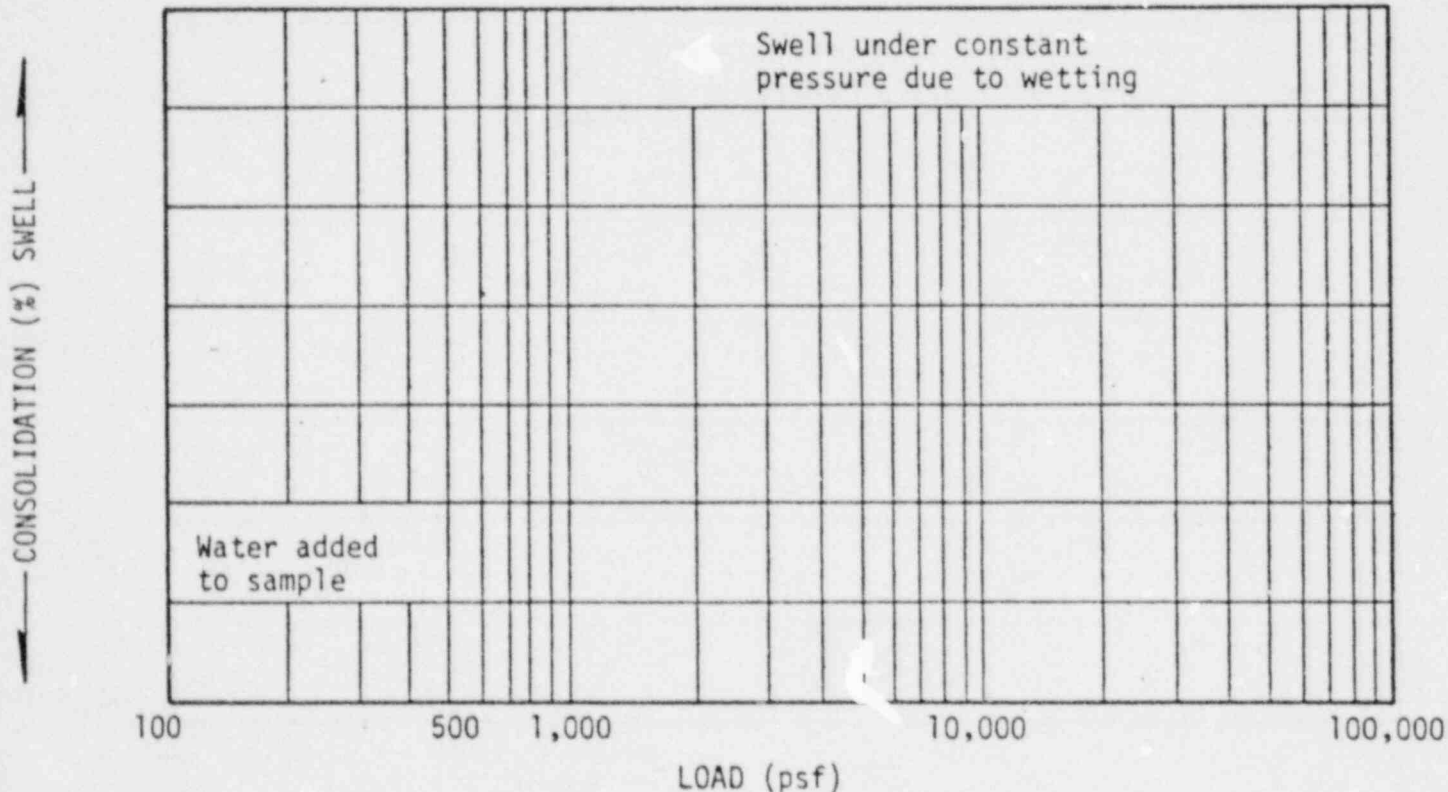 Swell under constant
pressure due to wetting
CONSOLIDATION (%) SWELL
Water added
to sample
100 500 1,000 10,000 100,000
LOAD (psf)